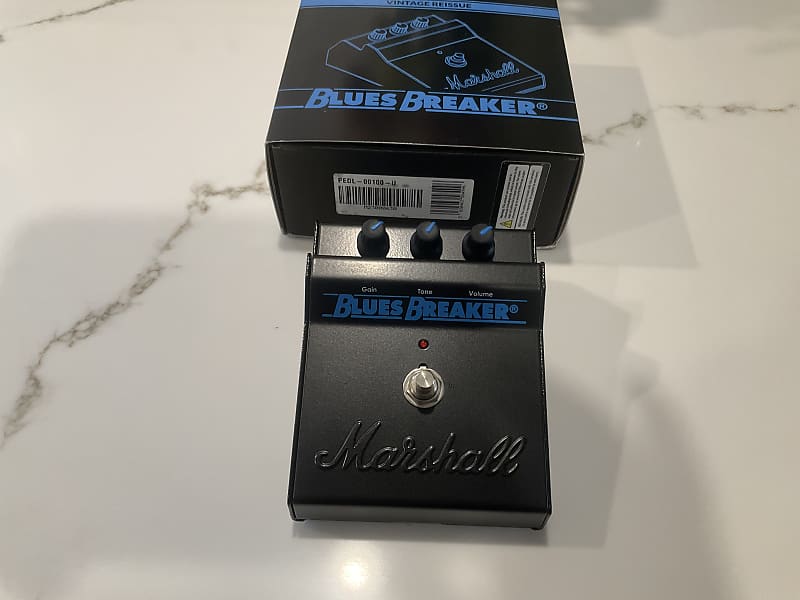 VINTAGE REISSUE
Marshall
BLUES BREAKER®
PEDL-00100-U
Gain Tone Volume
BLUES BREAKER®
Marshall